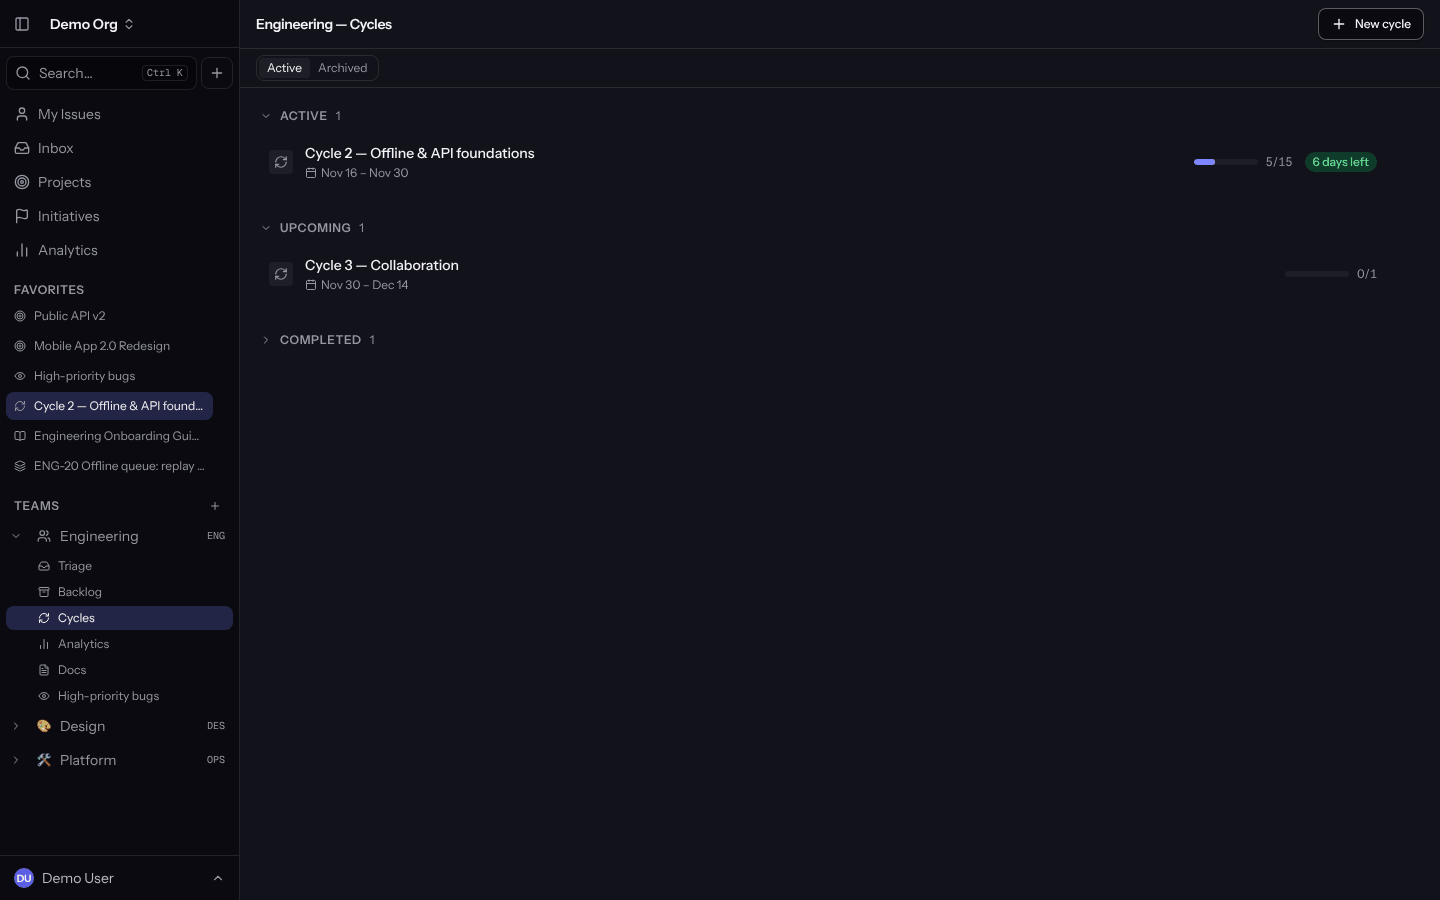 Demo Org
Search...
Ctrl K
My Issues
Inbox
Projects
Initiatives
Analytics
FAVORITES
Public API v2
Mobile App 2.0 Redesign
High-priority bugs
Cycle 2 — Offline & API found...
Engineering Onboarding Gui...
ENG-20 Offline queue: replay ...
TEAMS
Engineering ENG
Triage
Backlog
Cycles
Analytics
Docs
High-priority bugs
Design DES
Platform OPS
DU Demo User
Engineering — Cycles
New cycle
Active Archived
ACTIVE 1
Cycle 2 — Offline & API foundations
Nov 16 – Nov 30
5/15 6 days left
UPCOMING 1
Cycle 3 — Collaboration
Nov 30 – Dec 14
0/1
COMPLETED 1